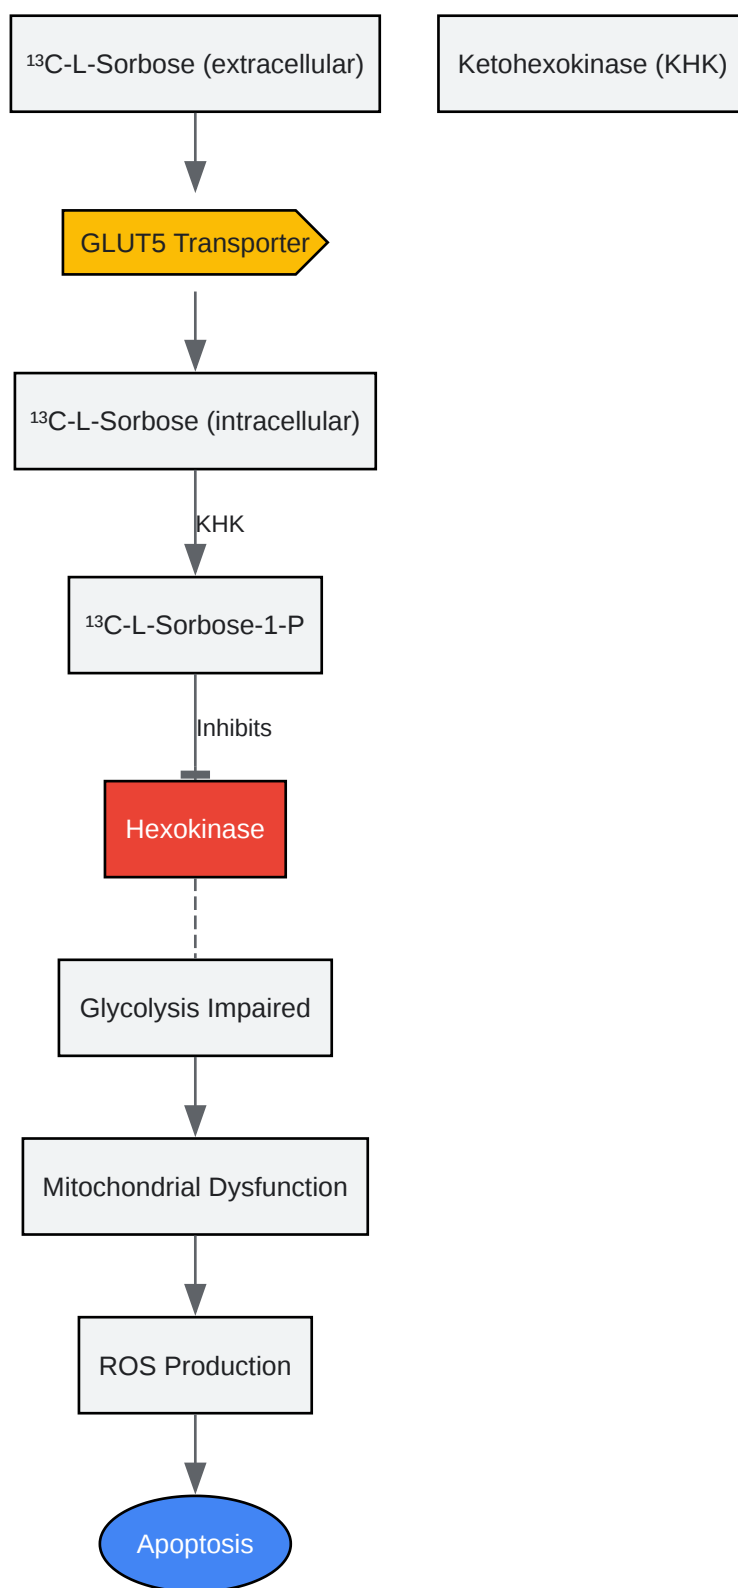 ¹³C-L-Sorbose (extracellular)
Ketohexokinase (KHK)
GLUT5 Transporter
¹³C-L-Sorbose (intracellular)
KHK
¹³C-L-Sorbose-1-P
Inhibits
Hexokinase
Glycolysis Impaired
Mitochondrial Dysfunction
ROS Production
Apoptosis